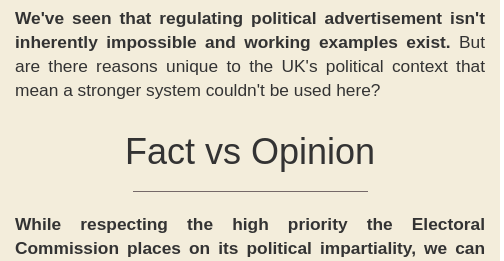 We've seen that regulating political advertisement isn't
inherently impossible and working examples exist. But
are there reasons unique to the UK's political context that
mean a stronger system couldn't be used here?
Fact vs Opinion
While respecting the high priority the Electoral
Commission places on its political impartiality, we can